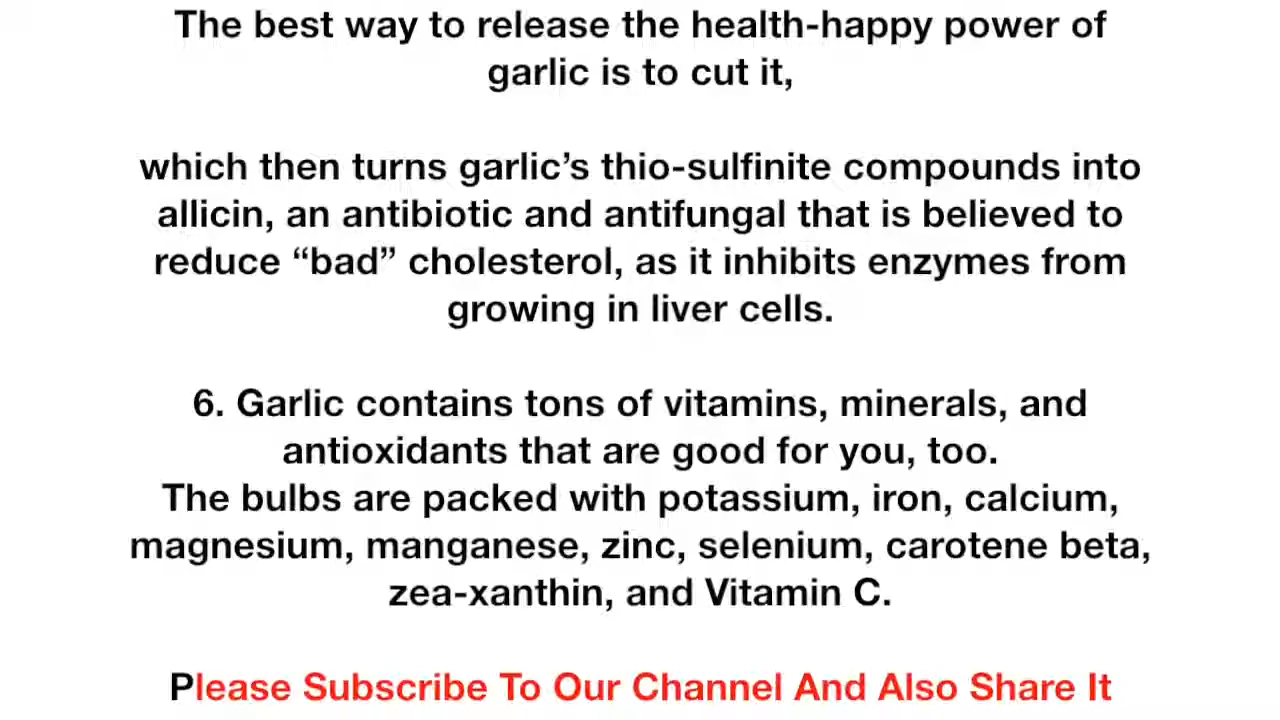 The best way to release the health-happy power of
garlic is to cut it,
which then turns garlic’s thio-sulfinite compounds into
allicin, an antibiotic and antifungal that is believed to
reduce “bad” cholesterol, as it inhibits enzymes from
growing in liver cells.
6. Garlic contains tons of vitamins, minerals, and
antioxidants that are good for you, too.
The bulbs are packed with potassium, iron, calcium,
magnesium, manganese, zinc, selenium, carotene beta,
zea-xanthin, and Vitamin C.
Please Subscribe To Our Channel And Also Share It